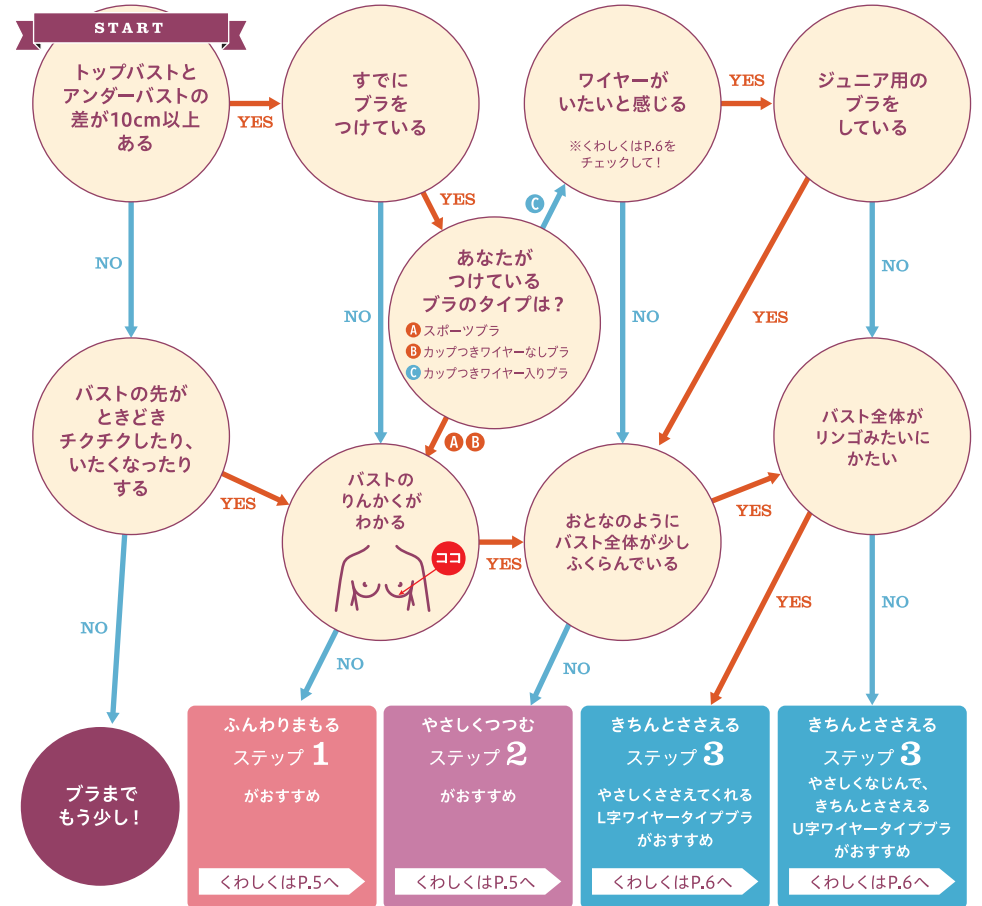 START
トップバストと
アンダーバストの
差が10cm以上
ある
YES
NO
すでに
ブラを
つけている
YES
NO
あなたが
つけている
ブラのタイプは？
A スポーツブラ
B カップつきワイヤーなしブラ
C カップつきワイヤー入りブラ
C
A B
ワイヤーが
いたいと感じる
※くわしくはP.6を
チェックして！
YES
NO
ジュニア用の
ブラを
している
YES
NO
バストの先が
ときどき
チクチクしたり、
いたくなったり
する
YES
NO
バストの
りんかくが
わかる
ココ
YES
NO
おとなのように
バスト全体が少し
ふくらんでいる
YES
NO
バスト全体が
リンゴみたいに
かたい
YES
NO
ブラまで
もう少し！
ふんわりまもる
ステップ 1
がおすすめ
くわしくはP.5へ
やさしくつつむ
ステップ 2
がおすすめ
くわしくはP.5へ
きちんとささえる
ステップ 3
やさしくささえてくれる
L字ワイヤータイプブラ
がおすすめ
くわしくはP.6へ
きちんとささえる
ステップ 3
やさしくなじんで、
きちんとささえる
U字ワイヤータイプブラ
がおすすめ
くわしくはP.6へ